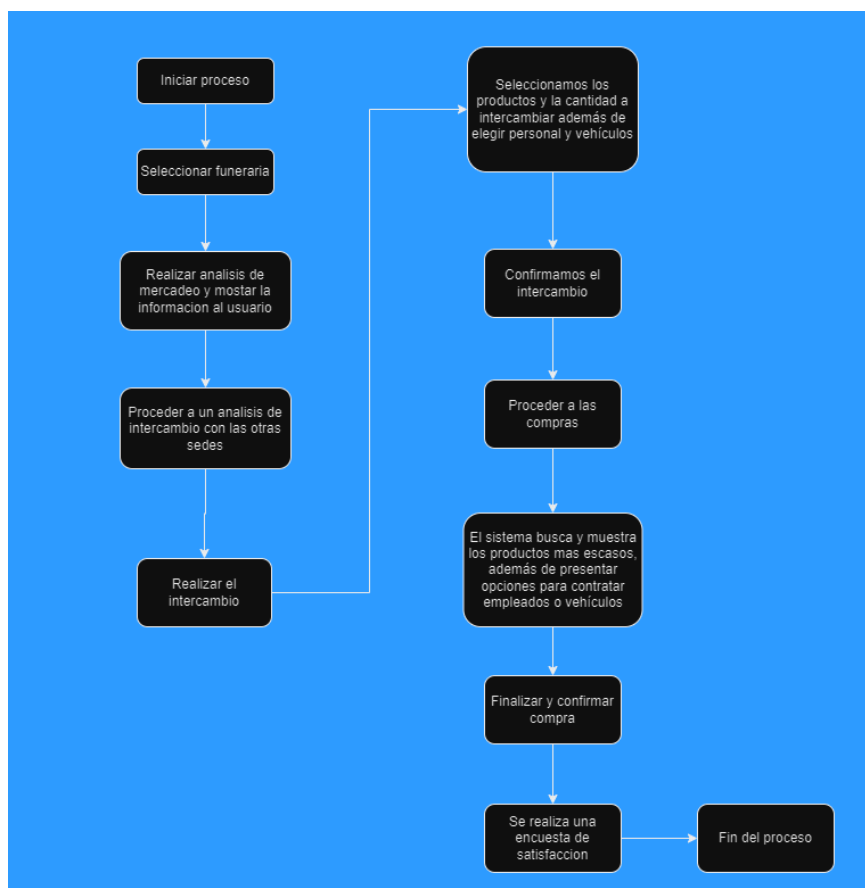 Iniciar proceso
Seleccionar funeraria
Realizar analisis de
mercadeo y mostar la
informacion al usuario
Proceder a un analisis de
intercambio con las otras
sedes
Realizar el
intercambio
Seleccionamos los
productos y la cantidad a
intercambiar además de
elegir personal y vehículos
Confirmamos el
intercambio
Proceder a las
compras
El sistema busca y muestra
los productos mas escasos,
además de presentar
opciones para contratar
empleados o vehículos
Finalizar y confirmar
compra
Se realiza una
encuesta de
satisfaccion
Fin del proceso